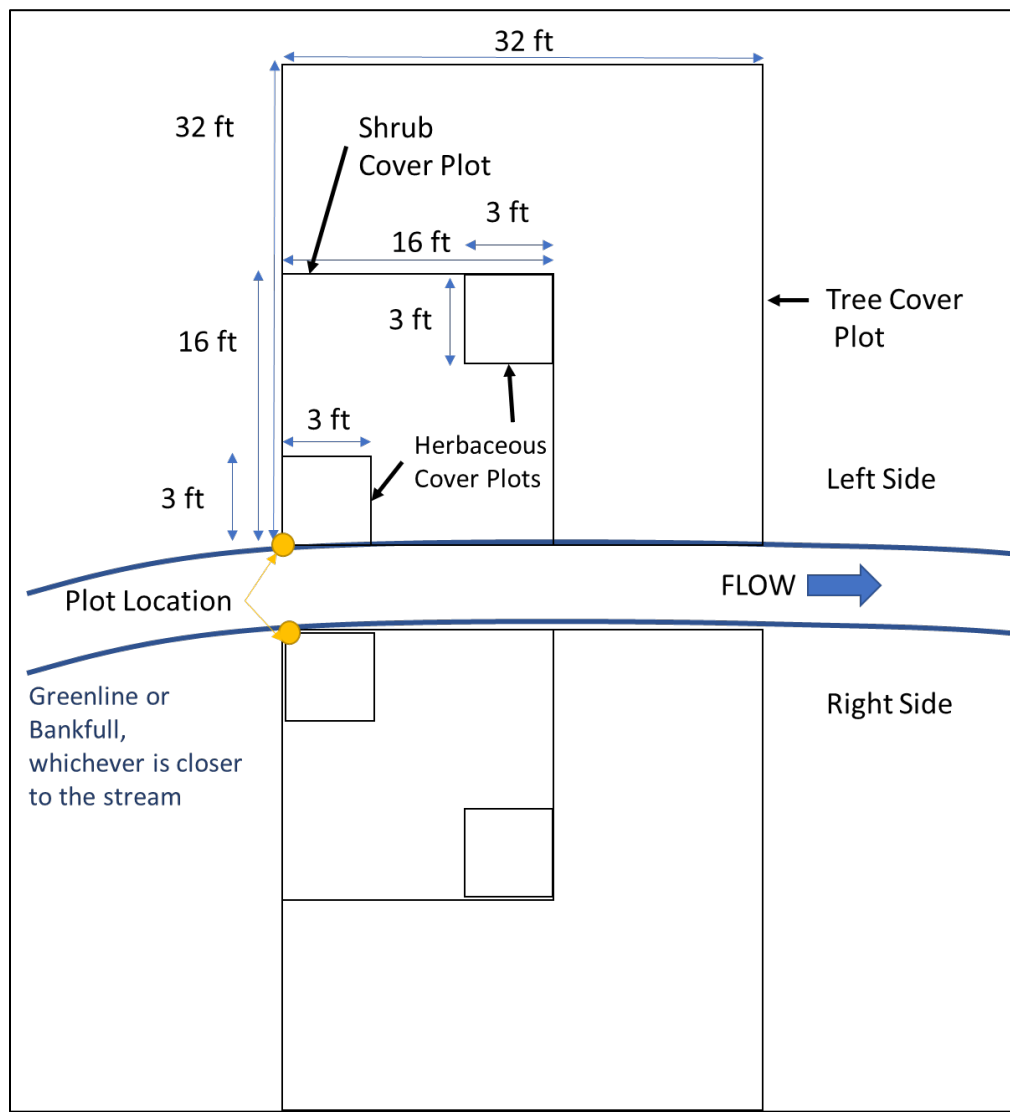 32 ft
32 ft
Shrub
Cover Plot
3 ft
16 ft
Tree Cover
Plot
3 ft
16 ft
3 ft
Herbaceous
Cover Plots
Left Side
3 ft
FLOW
Plot Location
Greenline or
Bankfull,
whichever is closer
to the stream
Right Side